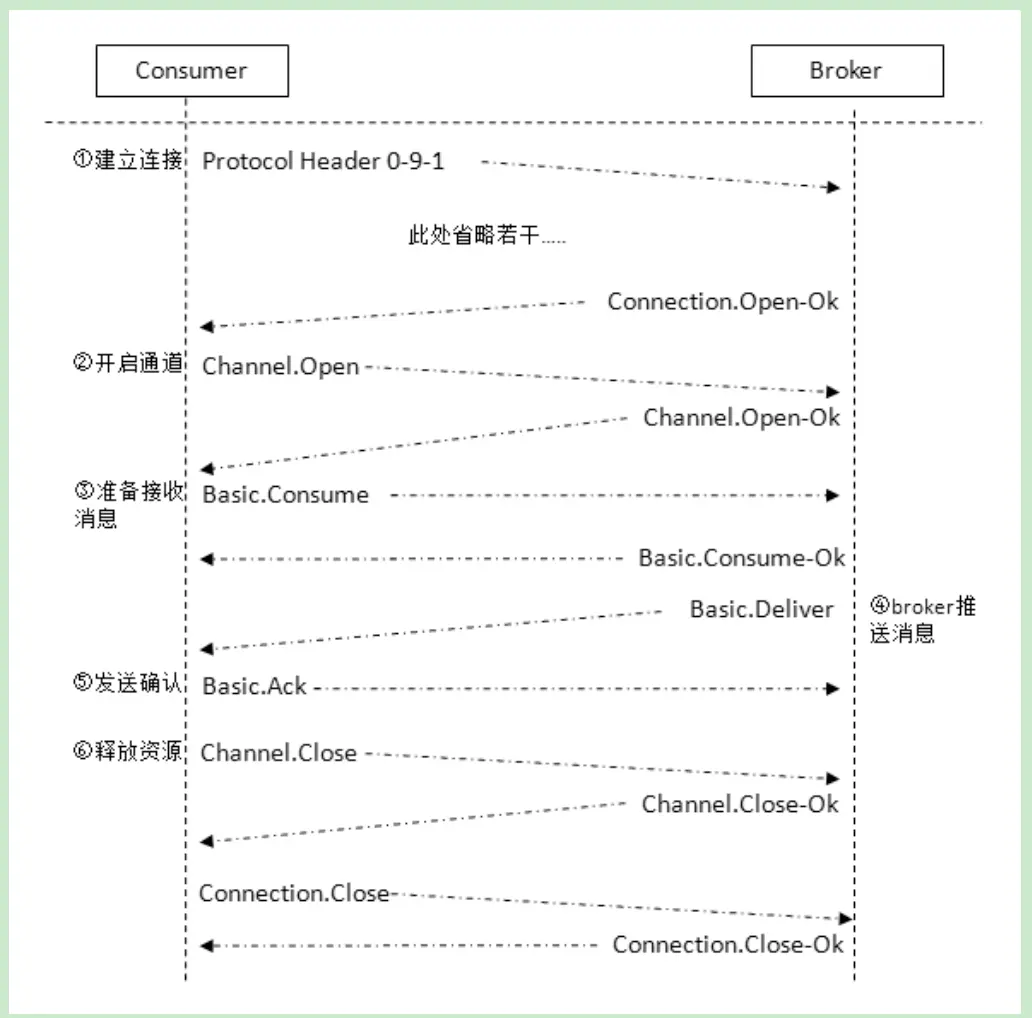 Consumer
Broker
①建立连接
Protocol Header 0-9-1
此处省略若干.....
Connection.Open-Ok
②开启通道
Channel.Open
Channel.Open-Ok
③准备接收
消息
Basic.Consume
Basic.Consume-Ok
Basic.Deliver
④broker推
送消息
⑤发送确认
Basic.Ack
⑥释放资源
Channel.Close
Channel.Close-Ok
Connection.Close
Connection.Close-Ok